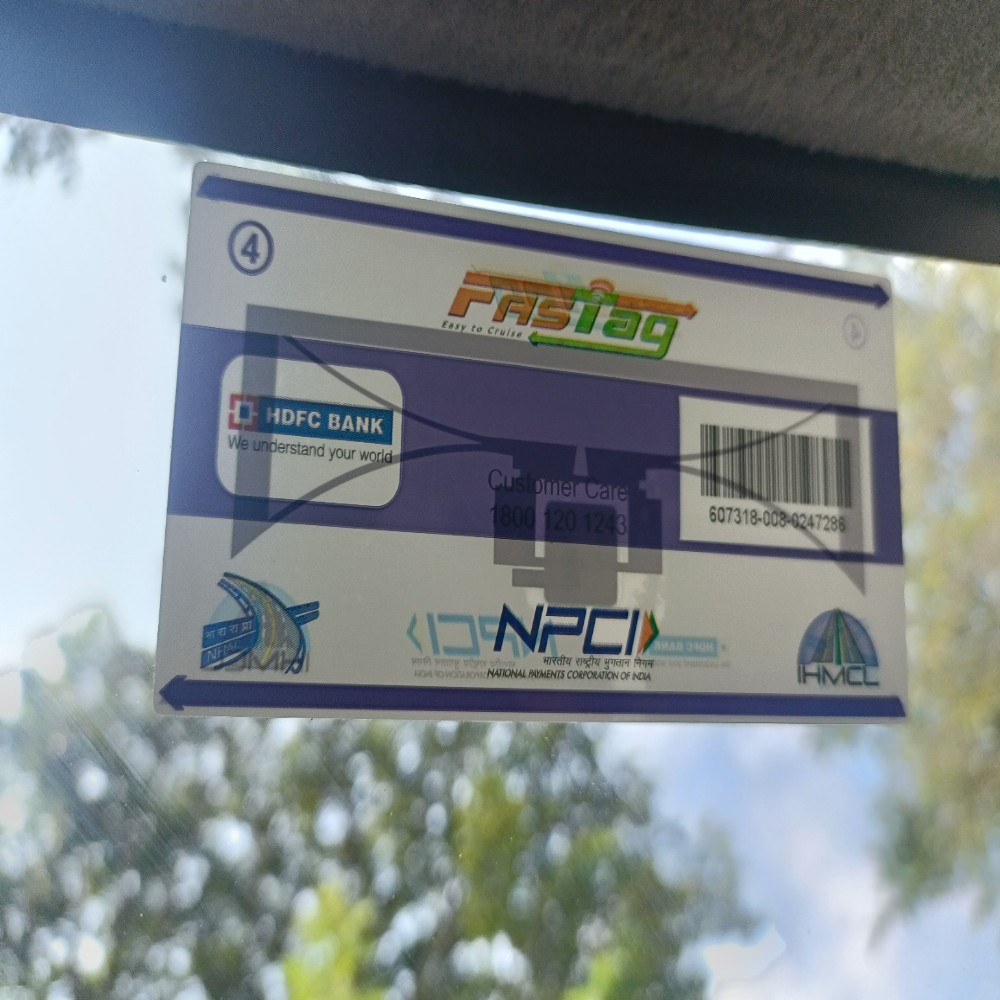 4
FASTag
Easy to Cruise
HDFC BANK
We understand your world
Customer Care
1800 120 1243
607318-008-0247286
भा रा रा प्रा
NHAI
NPCI
भारतीय राष्ट्रीय भुगतान निगम
NATIONAL PAYMENTS CORPORATION OF INDIA
IHMCL